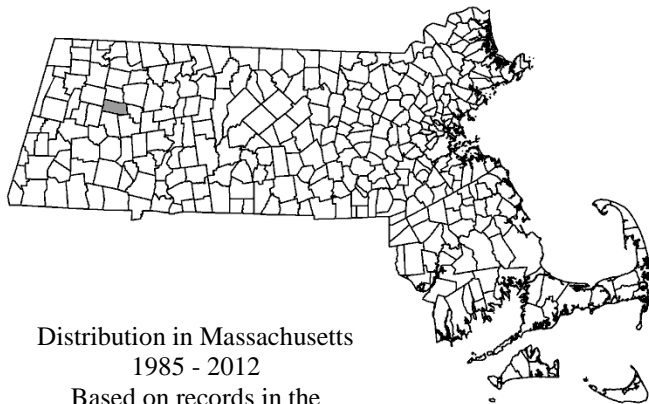 Distribution in Massachusetts
1985 - 2012
Based on records in the